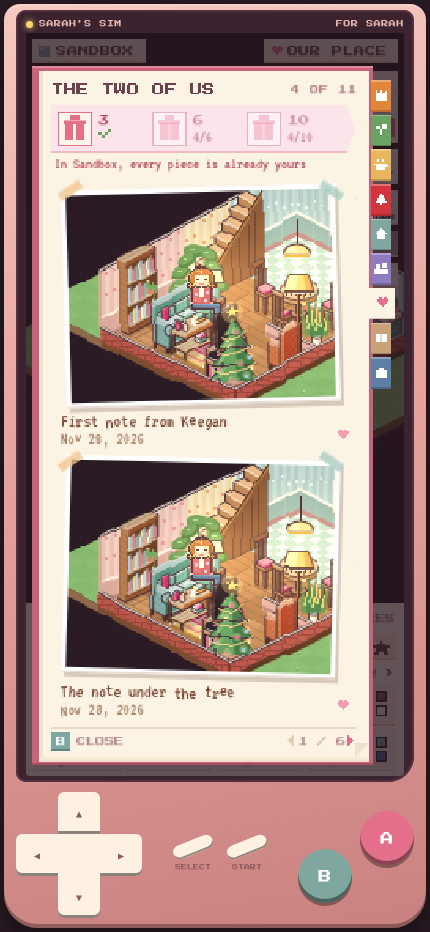 SARAH'S SIM
FOR SARAH
SANDBOX
OUR PLACE
THE TWO OF US
4 OF 11
3
6
4/6
10
4/10
In Sandbox, every piece is already yours
First note from Keegan
Nov 28, 2026
The note under the tree
Nov 28, 2026
B CLOSE
1 / 6
SELECT
START
B
A